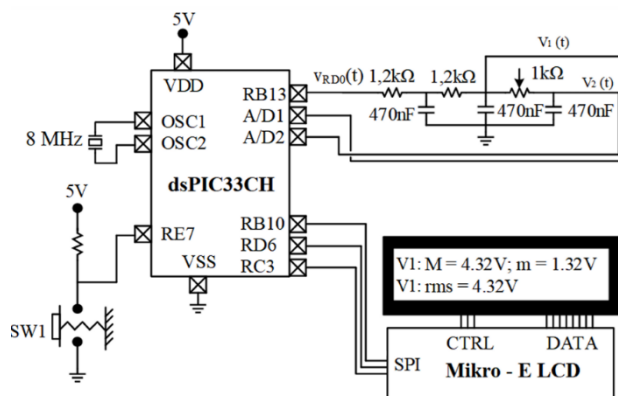 5V
VDD
OSC1
OSC2
8 MHz
dsPIC33CH
RB13
A/D1
A/D2
v_RD0(t)
1,2kΩ
1,2kΩ
1kΩ
V₁ (t)
V₂ (t)
470nF
470nF
470nF
5V
RE7
VSS
RB10
RD6
RC3
SW1
V1: M = 4.32V; m = 1.32V
V1: rms = 4.32V
CTRL
DATA
SPI
Mikro - E LCD